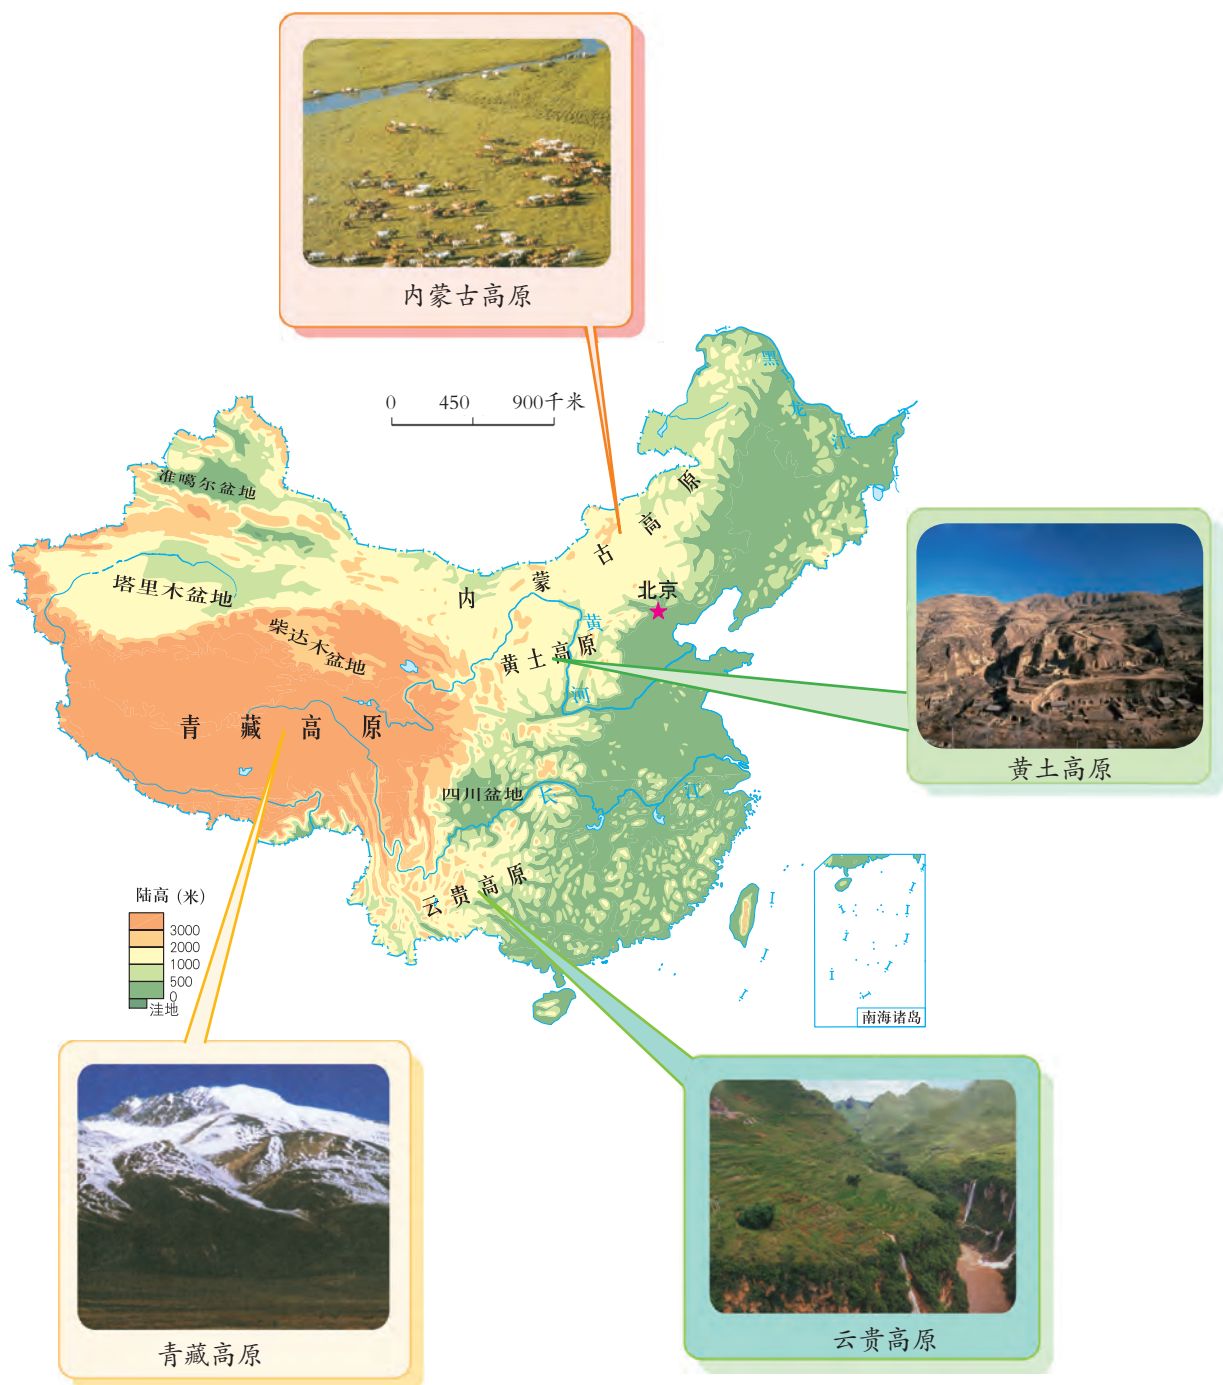 内蒙古高原
0 450 900千米
黑龙江
准噶尔盆地
内蒙古高原
塔里木盆地
北京
柴达木盆地
黄河
黄土高原
青藏高原
黄土高原
四川盆地
长江
云贵高原
陆高（米）
3000
2000
1000
500
0
洼地
南海诸岛
青藏高原
云贵高原